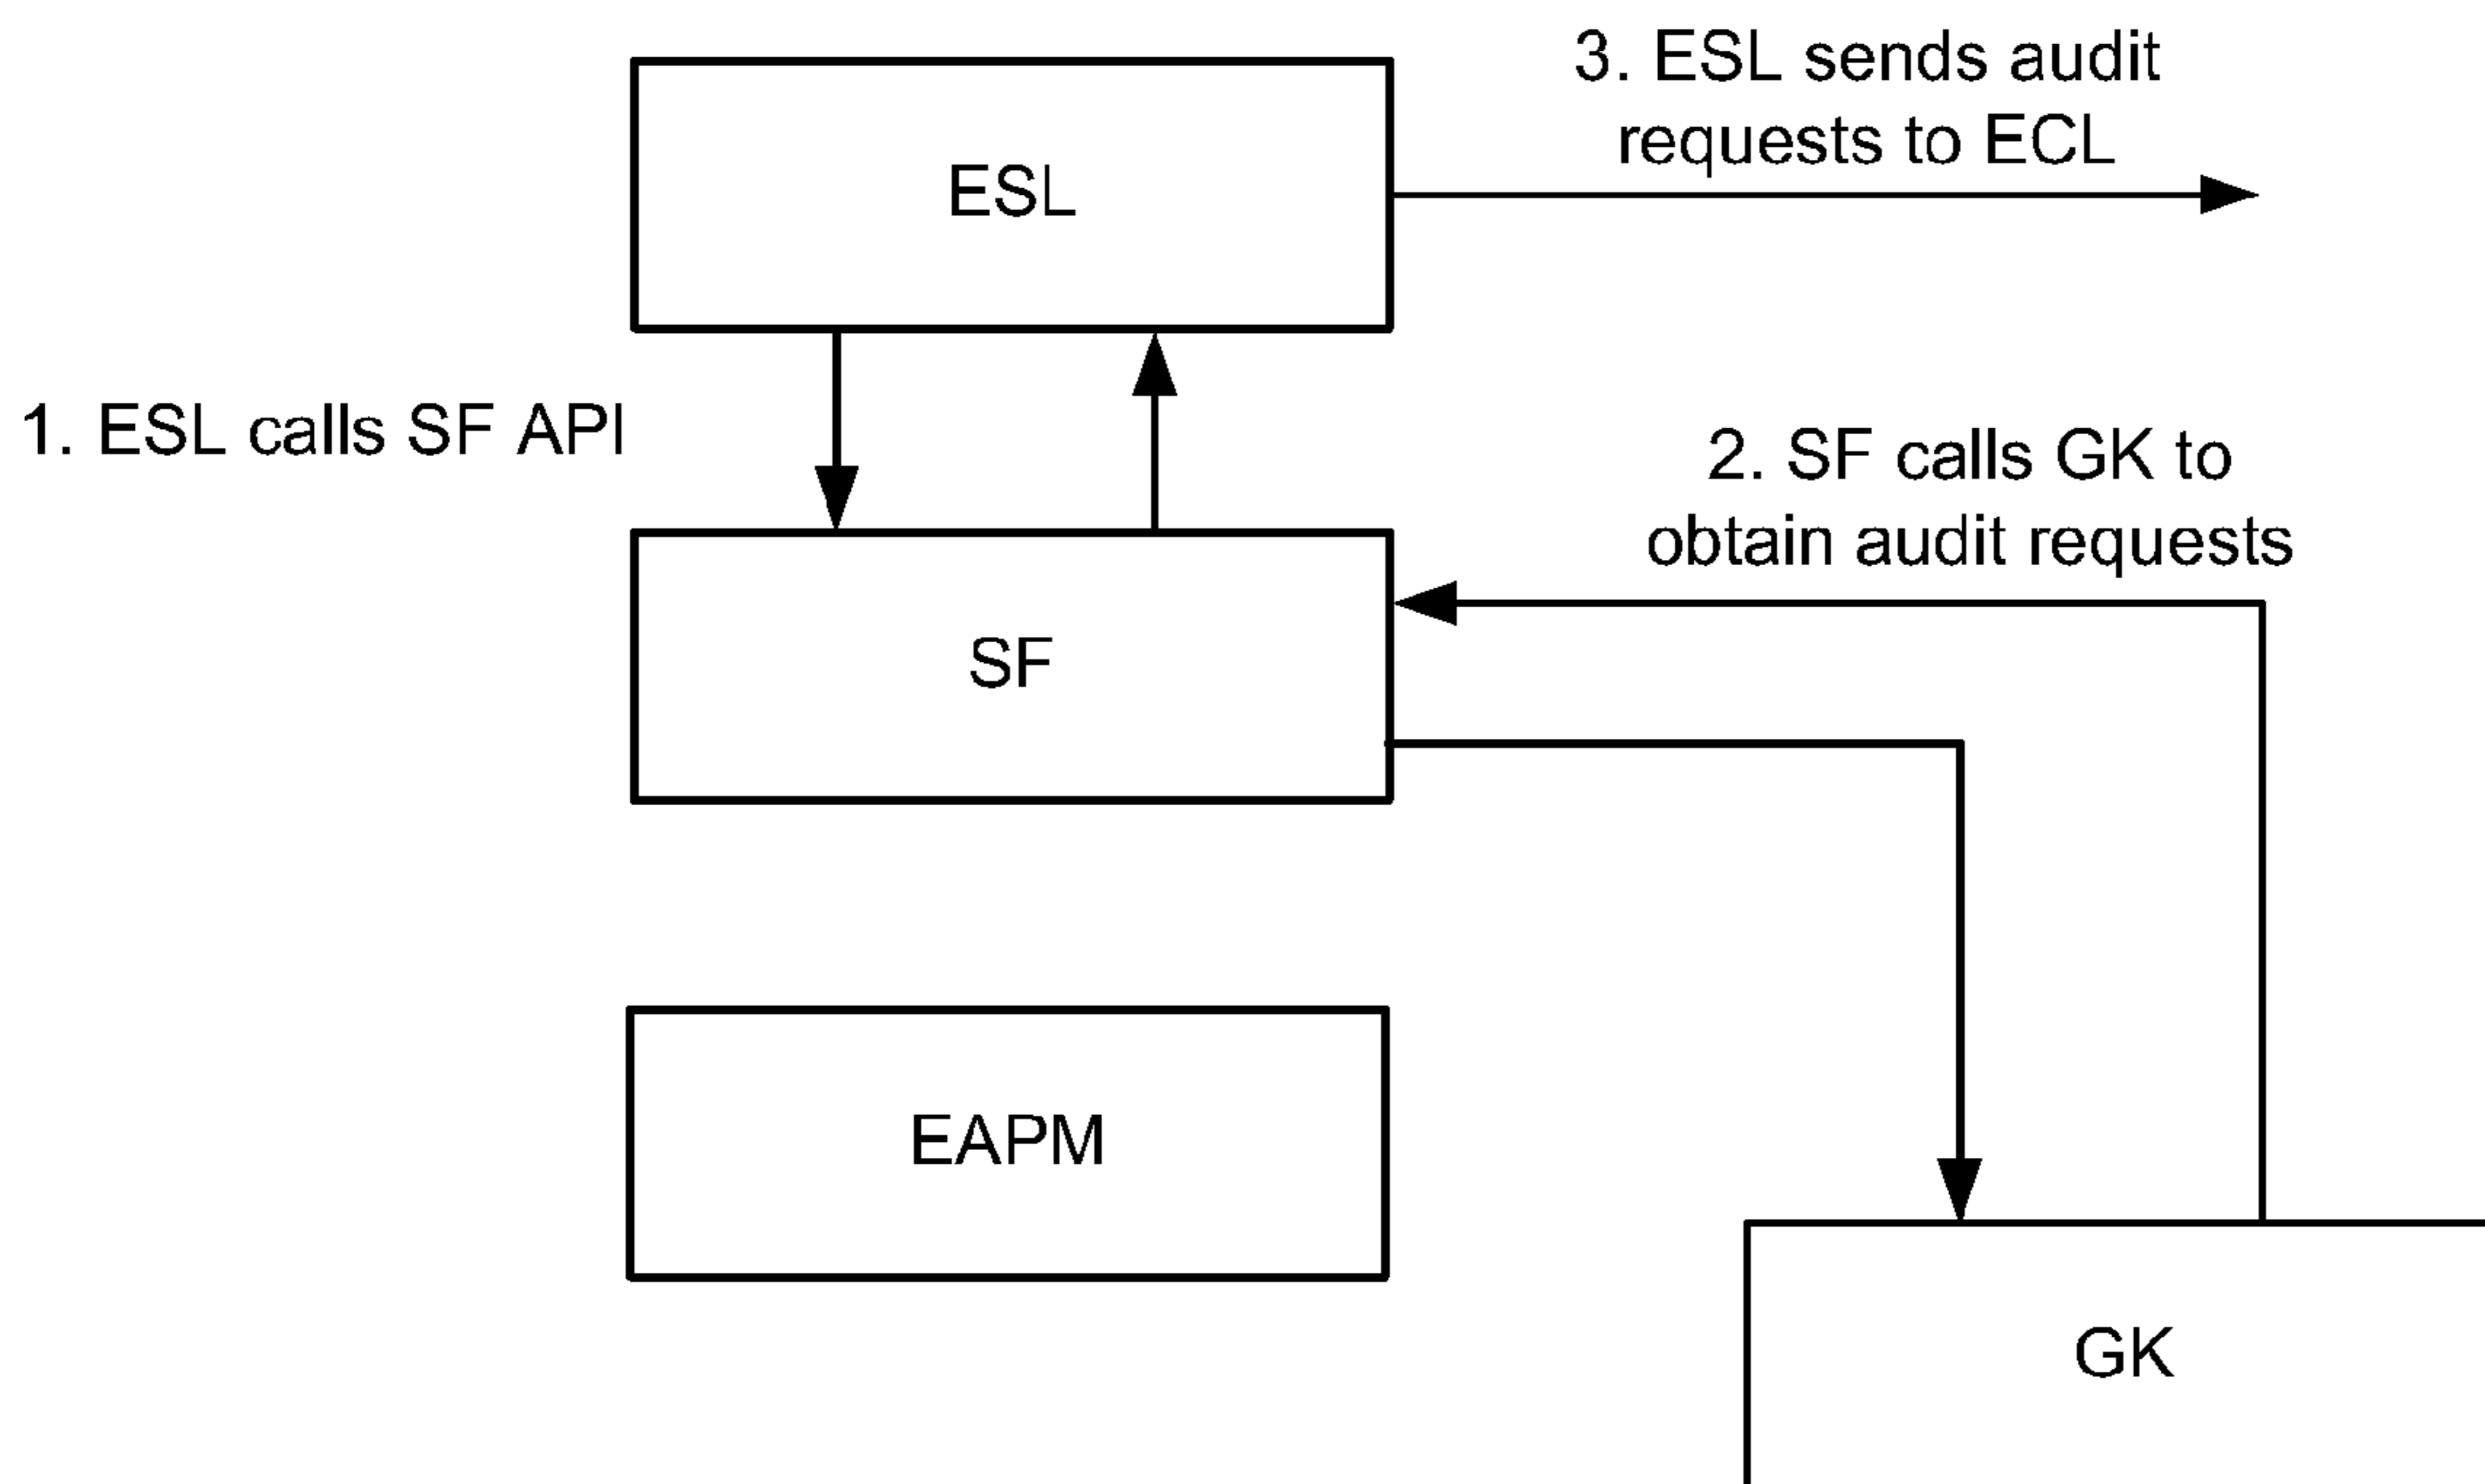 3. ESL sends audit
requests to ECL
ESL
1. ESL calls SF API
2. SF calls GK to
obtain audit requests
SF
EAPM
GK